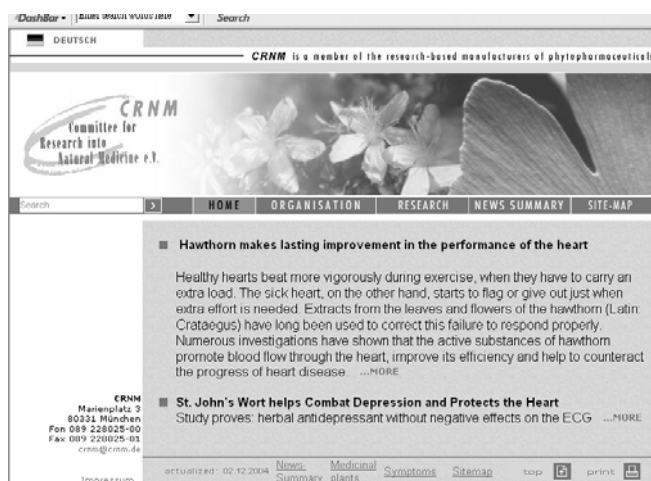 DashBar Enter search words here Search
DEUTSCH
CRNM is a member of the research-based manufacturers of phytopharmaceuticals
CRNM
Committee for
Research into
Natural Medicine e.V.
Search > HOME ORGANISATION RESEARCH NEWS SUMMARY SITE-MAP
Hawthorn makes lasting improvement in the performance of the heart
Healthy hearts beat more vigorously during exercise, when they have to carry an
extra load. The sick heart, on the other hand, starts to flag or give out just when
extra effort is needed. Extracts from the leaves and flowers of the hawthorn (Latin:
Crataegus) have long been used to correct this failure to respond properly.
Numerous investigations have shown that the active substances of hawthorn
promote blood flow through the heart, improve its efficiency and help to counteract
the progress of heart disease. ...MORE
St. John's Wort helps Combat Depression and Protects the Heart
Study proves: herbal antidepressant without negative effects on the ECG ...MORE
CRNM
Marienplatz 3
80331 München
Fon 089 228025-00
Fax 089 228025-01
crnm@crnm.de
Impressum
actualized: 02.12.2004 News-Summary Medicinal plants Symptoms Sitemap top print